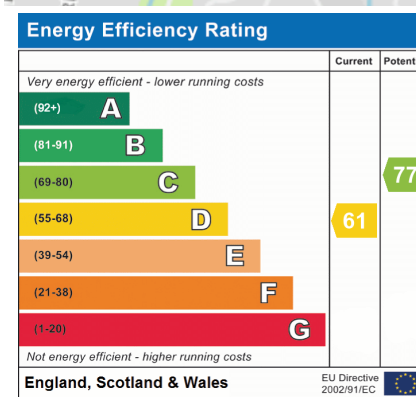 Energy Efficiency Rating
Current Potent
Very energy efficient - lower running costs
(92+) A
(81-91) B
(69-80) C
77
(55-68) D
61
(39-54) E
(21-38) F
(1-20) G
Not energy efficient - higher running costs
England, Scotland & Wales
EU Directive
2002/91/EC